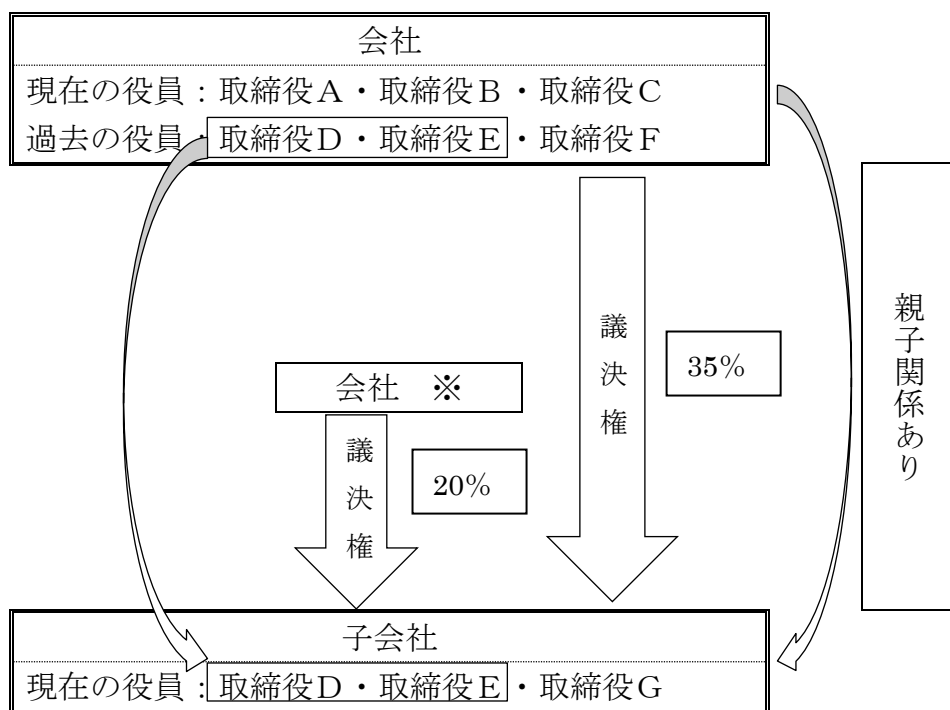 会社
現在の役員：取締役A・取締役B・取締役C
過去の役員：取締役D・取締役E・取締役F
議決権
35%
親子関係あり
会社　※
議決権
20%
子会社
現在の役員：取締役D・取締役E・取締役G